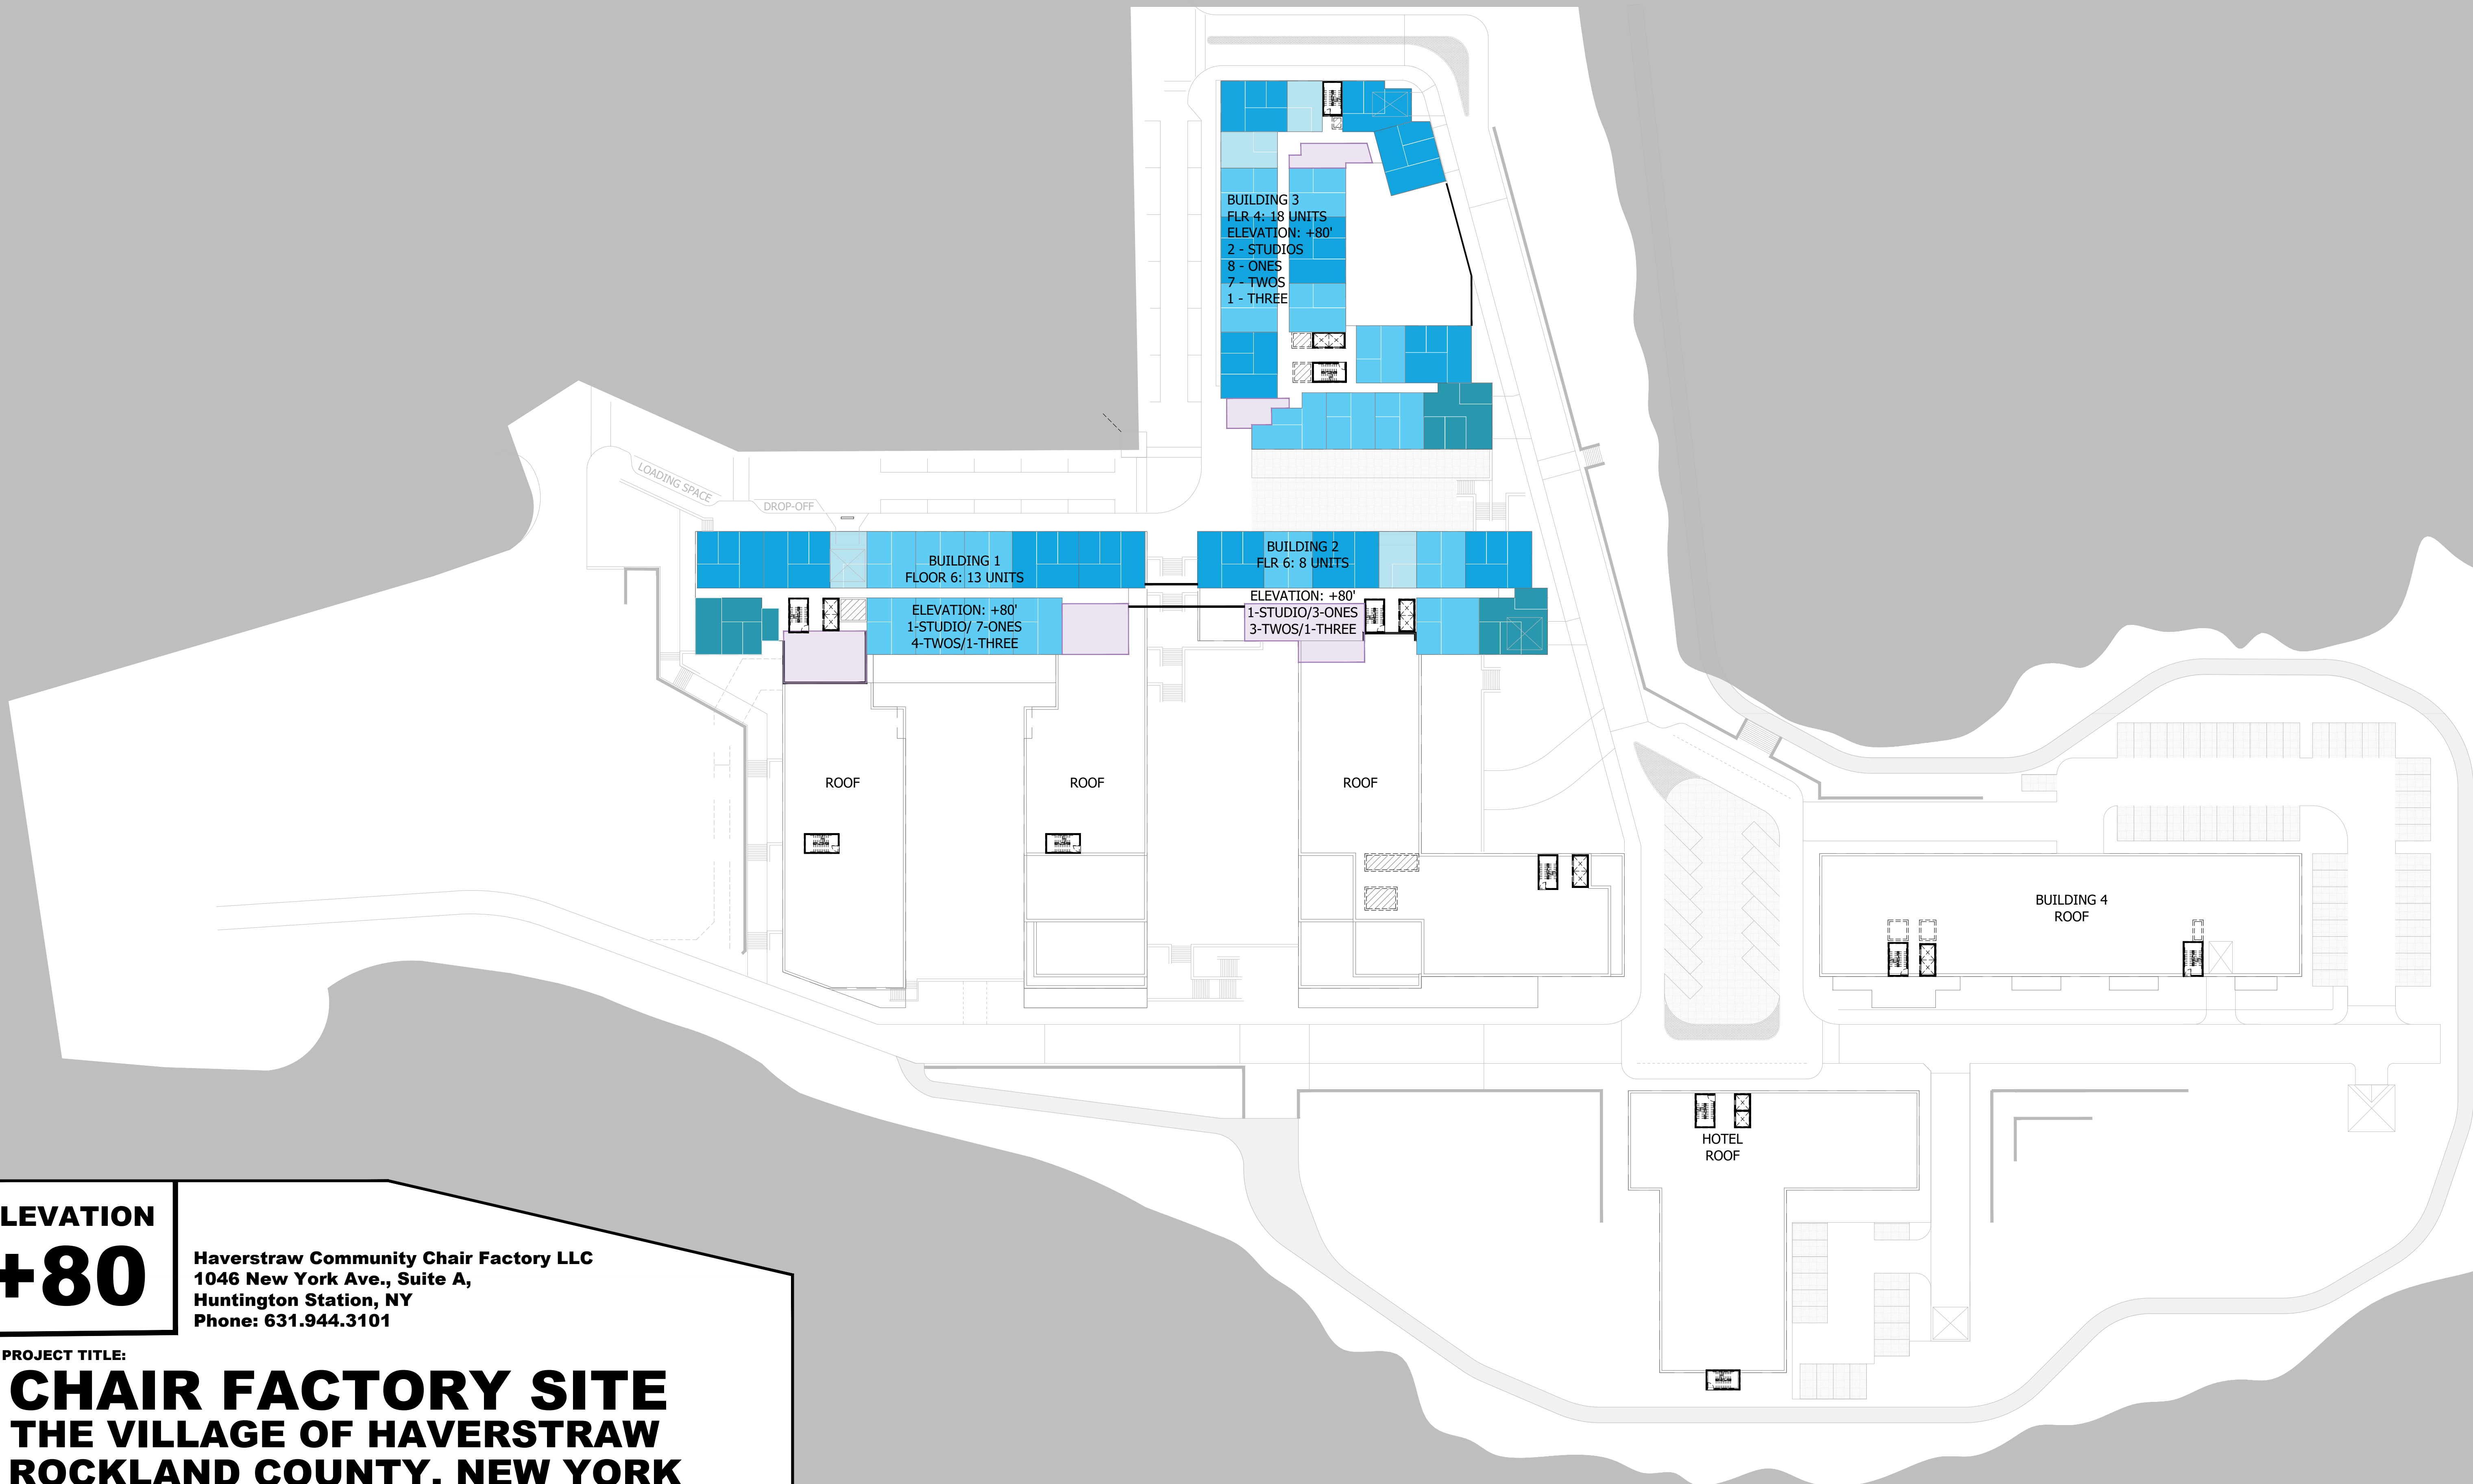 BUILDING 3
FLR 4: 18 UNITS
ELEVATION: +80'
2 - STUDIOS
8 - ONES
7 - TWOS
1 - THREE
LOADING SPACE
DROP-OFF
BUILDING 1
FLOOR 6: 13 UNITS
ELEVATION: +80'
1-STUDIO/ 7-ONES
4-TWOS/1-THREE
BUILDING 2
FLR 6: 8 UNITS
ELEVATION: +80'
1-STUDIO/3-ONES
3-TWOS/1-THREE
ROOF
ROOF
ROOF
BUILDING 4
ROOF
HOTEL
ROOF
LEVATION
+80
Haverstraw Community Chair Factory LLC
1046 New York Ave., Suite A,
Huntington Station, NY
Phone: 631.944.3101
PROJECT TITLE:
CHAIR FACTORY SITE
THE VILLAGE OF HAVERSTRAW
ROCKLAND COUNTY, NEW YORK